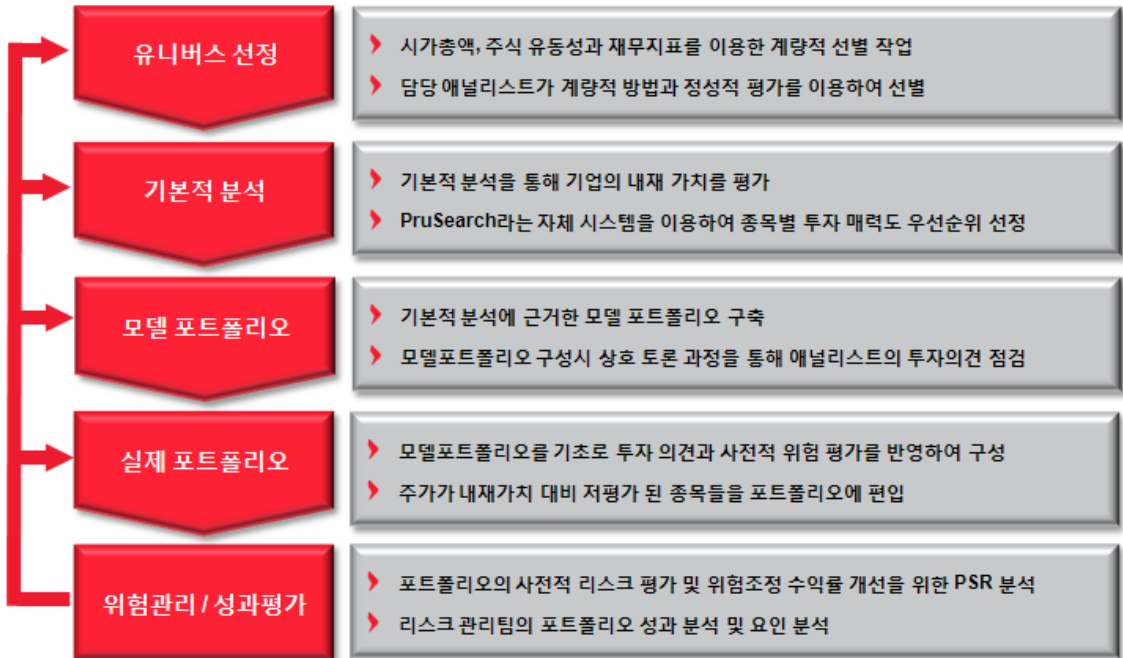 유니버스 선정
시가총액, 주식 유동성과 재무지표를 이용한 계량적 선별 작업
담당 애널리스트가 계량적 방법과 정성적 평가를 이용하여 선별
기본적 분석
기본적 분석을 통해 기업의 내재 가치를 평가
PruSearch라는 자체 시스템을 이용하여 종목별 투자 매력도 우선순위 선정
모델 포트폴리오
기본적 분석에 근거한 모델 포트폴리오 구축
모델포트폴리오 구성시 상호 토론 과정을 통해 애널리스트의 투자의견 점검
실제 포트폴리오
모델포트폴리오를 기초로 투자 의견과 사전적 위험 평가를 반영하여 구성
주가가 내재가치 대비 저평가 된 종목들을 포트폴리오에 편입
위험관리 / 성과평가
포트폴리오의 사전적 리스크 평가 및 위험조정 수익률 개선을 위한 PSR 분석
리스크 관리팀의 포트폴리오 성과 분석 및 요인 분석